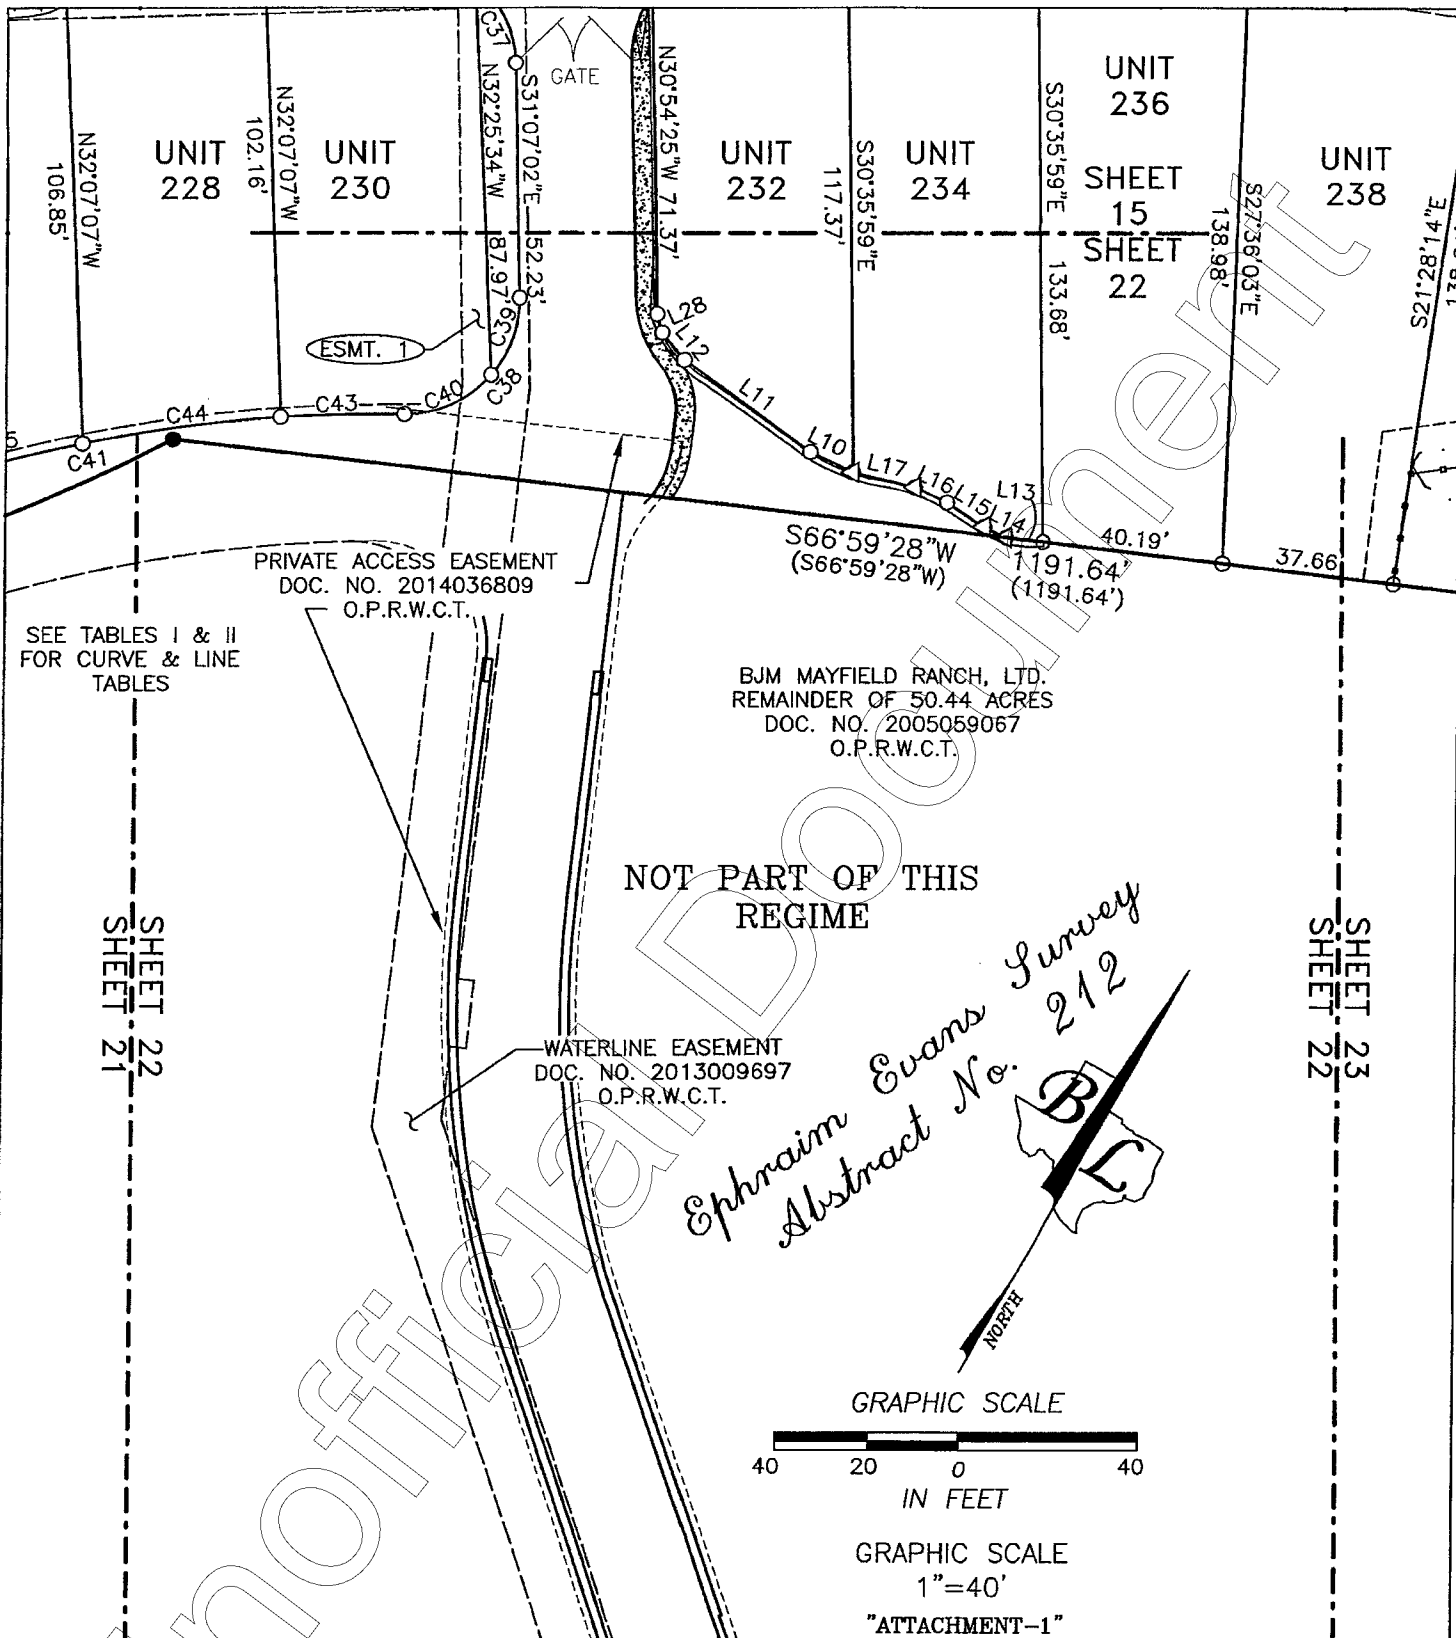 C37
GATE
N32°07'07"W
106.85'
UNIT
228
N32°07'07"W
102.16'
UNIT
230
N32°25'34"W 87.97'
S31°07'02"E 52.23'
N30°54'25"W 71.37'
UNIT
232
S30°35'59"E
117.37'
UNIT
234
S30°35'59"E
133.68'
UNIT
236
SHEET
15
SHEET
22
S27°36'03"E
138.98'
UNIT
238
S21°28'14"E
ESMT. 1
C39
C38
C40
C43
C44
C41
L28
L12
L11
L10
L17
L16
L15
L14
L13
S66°59'28"W
(S66°59'28"W)
1191.64'
(1191.64')
40.19'
37.66
PRIVATE ACCESS EASEMENT
DOC. NO. 2014036809
O.P.R.W.C.T.
SEE TABLES I & II
FOR CURVE & LINE
TABLES
BJM MAYFIELD RANCH, LTD.
REMAINDER OF 50.44 ACRES
DOC. NO. 2005059067
O.P.R.W.C.T.
NOT PART OF THIS
REGIME
SHEET 22
SHEET 21
SHEET 23
SHEET 22
WATERLINE EASEMENT
DOC. NO. 2013009697
O.P.R.W.C.T.
Ephraim Evans Survey
Abstract No. 212
B
L
NORTH
GRAPHIC SCALE
40 20 0 40
IN FEET
GRAPHIC SCALE
1"=40'
"ATTACHMENT-1"
nofficial Document